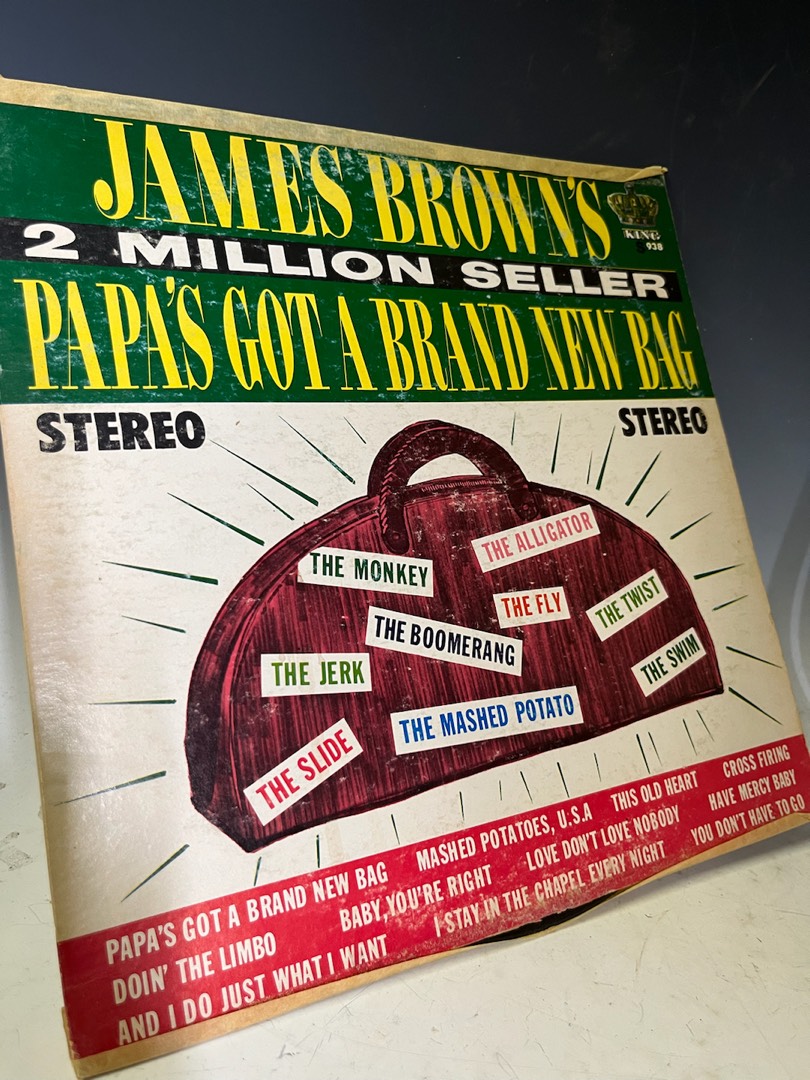 JAMES BROWN'S
KING
938
2 MILLION SELLER
PAPA'S GOT A BRAND NEW BAG
STEREO
STEREO
THE ALLIGATOR
THE MONKEY
THE FLY
THE TWIST
THE BOOMERANG
THE JERK
THE SWIM
THE MASHED POTATO
THE SLIDE
PAPA'S GOT A BRAND NEW BAG MASHED POTATOES, U.S.A THIS OLD HEART CROSS FIRING
DOIN' THE LIMBO BABY, YOU'RE RIGHT LOVE DON'T LOVE NOBODY HAVE MERCY BABY
AND I DO JUST WHAT I WANT I STAY IN THE CHAPEL EVERY NIGHT YOU DON'T HAVE TO GO